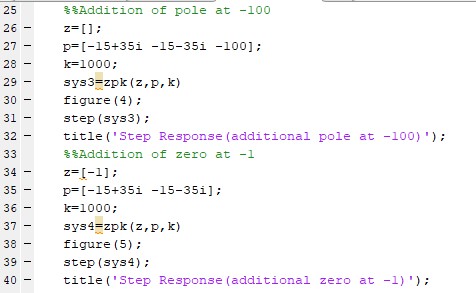 25 %%Addition of pole at -100
26 - z=[];
27 - p=[-15+35i -15-35i -100];
28 - k=1000;
29 - sys3=zpk(z,p,k)
30 - figure(4);
31 - step(sys3);
32 - title('Step Response(additional pole at -100)');
33 %%Addition of zero at -1
34 - z=[-1];
35 - p=[-15+35i -15-35i];
36 - k=1000;
37 - sys4=zpk(z,p,k)
38 - figure(5);
39 - step(sys4);
40 - title('Step Response(additional zero at -1)');